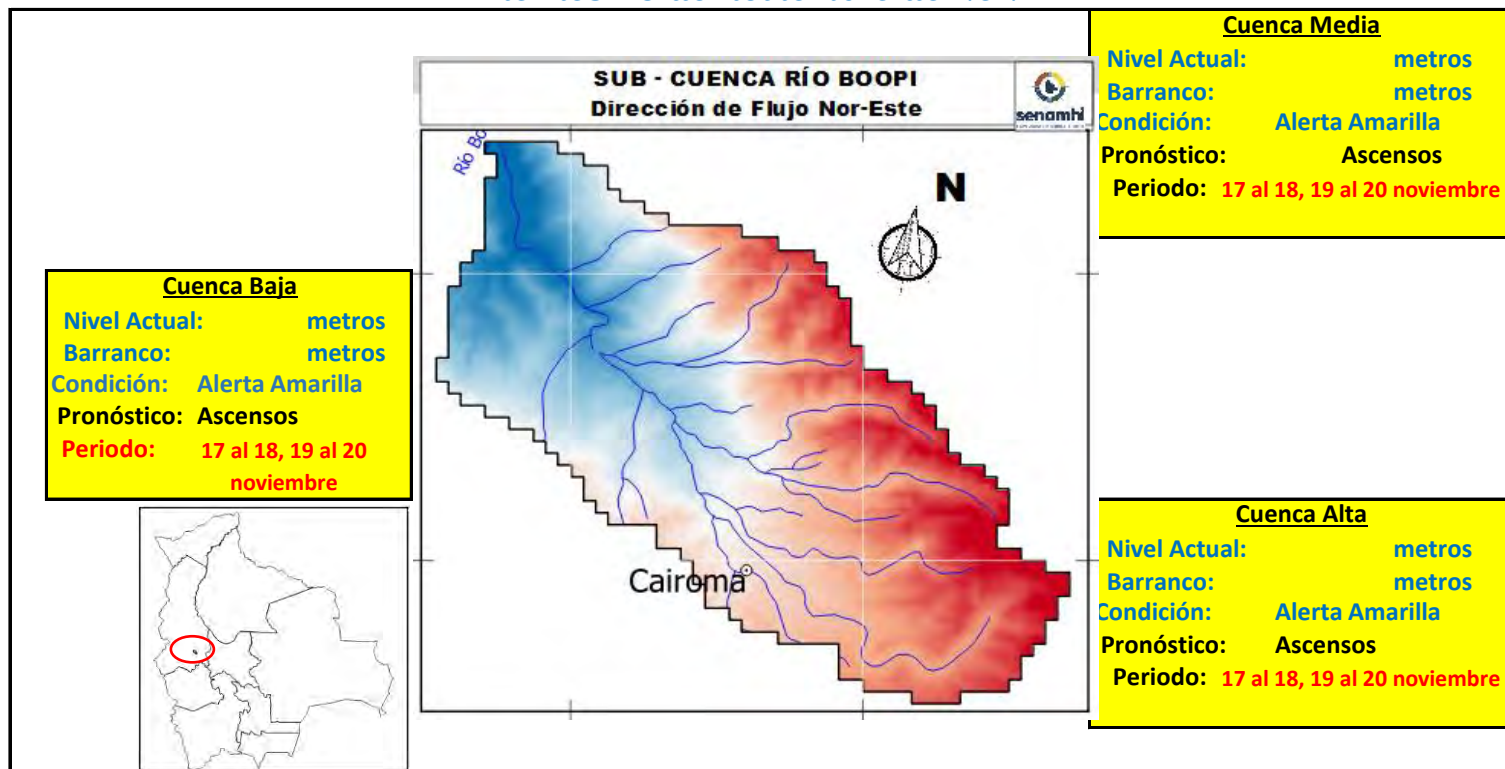 Cuenca Media
Nivel Actual: metros
Barranco: metros
Condición: Alerta Amarilla
Pronóstico: Ascensos
Periodo: 17 al 18, 19 al 20 noviembre
SUB - CUENCA RÍO BOOPI
Dirección de Flujo Nor-Este
senamhi
Río Bo
N
Cuenca Baja
Nivel Actual: metros
Barranco: metros
Condición: Alerta Amarilla
Pronóstico: Ascensos
Periodo: 17 al 18, 19 al 20
noviembre
Cairoma
Cuenca Alta
Nivel Actual: metros
Barranco: metros
Condición: Alerta Amarilla
Pronóstico: Ascensos
Periodo: 17 al 18, 19 al 20 noviembre